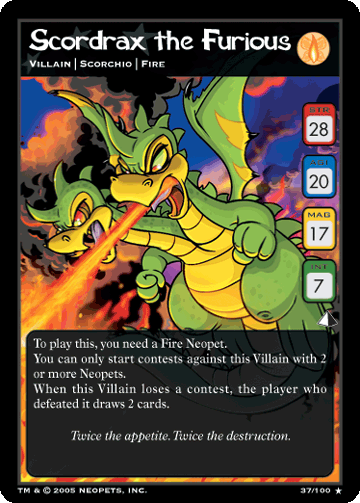 Scordrax the Furious
Villain | Scorchio | Fire
STR
28
AGI
20
MAG
17
INT
7
To play this, you need a Fire Neopet.
You can only start contests against this Villain with 2
or more Neopets.
When this Villain loses a contest, the player who
defeated it draws 2 cards.
Twice the appetite. Twice the destruction.
TM & © 2005 NEOPETS, INC.
37/100 ★